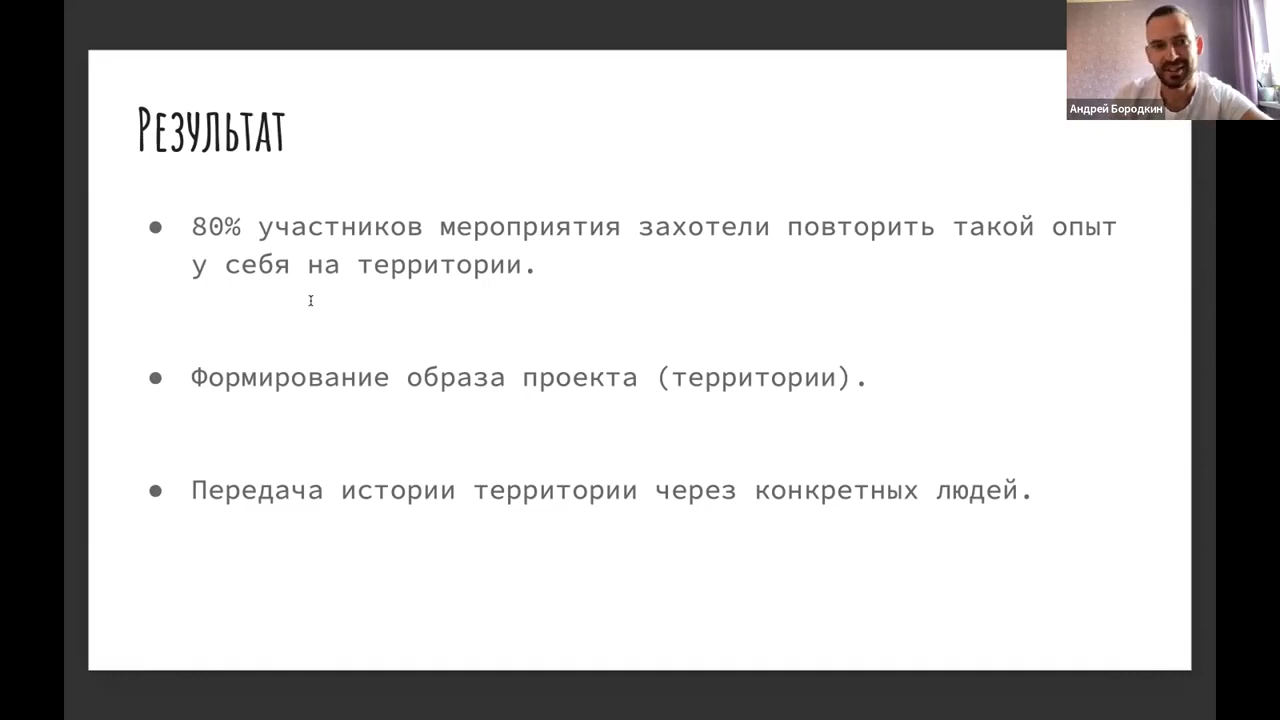 Результат
● 80% участников мероприятия захотели повторить такой опыт
у себя на территории.
● Формирование образа проекта (территории).
● Передача истории территории через конкретных людей.
Андрей Бородкин